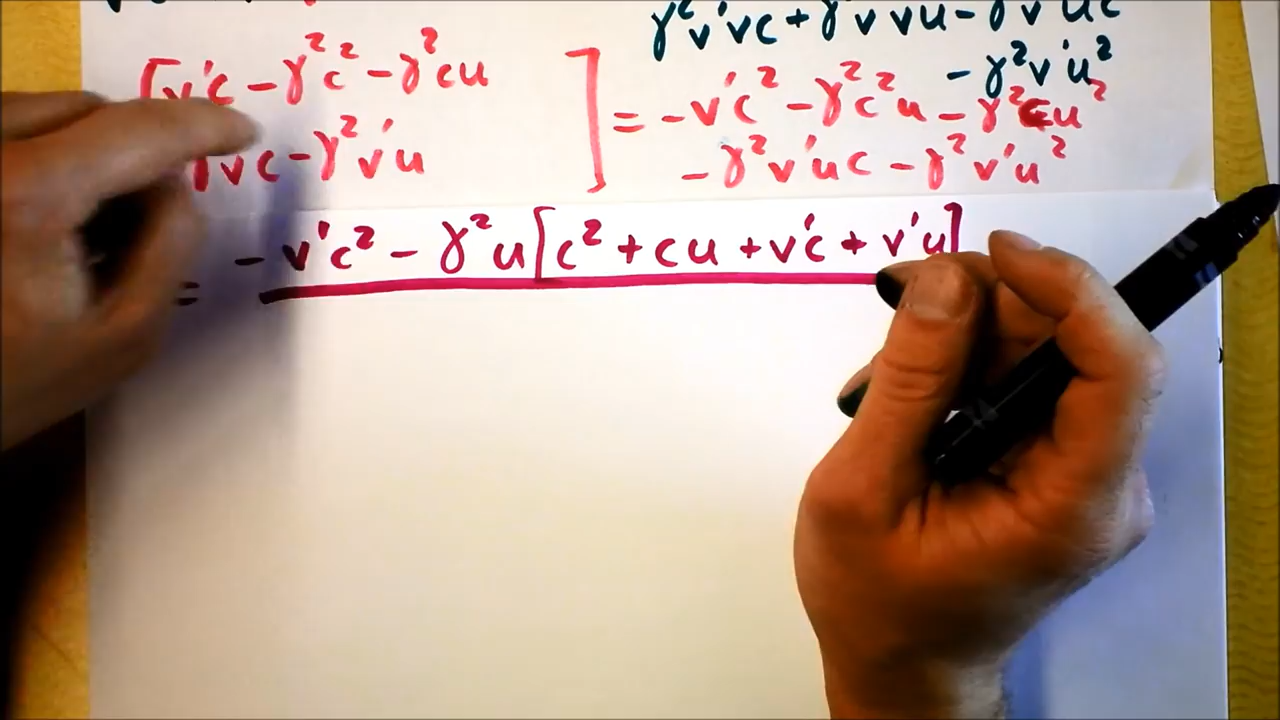 γ²v'vc + γ²v'vu - γ²v'uc
- γ²v'u²
[v'c - γ²c² - γ²cu
γ²v'c - γ²v'u ]
= -v'c² - γ²c²u - γ²cu²
- γ²v'uc - γ²v'u²
= -v'c² - γ²u[c² + cu + v'c + v'u]